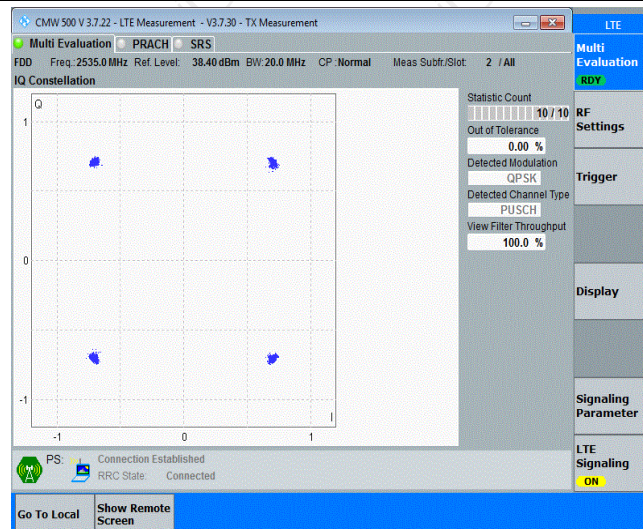 CMW 500 V 3.7.22 - LTE Measurement - V3.7.30 - TX Measurement
LTE
Multi Evaluation PRACH SRS
Multi
Evaluation
RDY
FDD Freq.:2535.0 MHz Ref. Level: 38.40 dBm BW:20.0 MHz CP :Normal Meas Subfr./Slot: 2 / All
IQ Constellation
Q
1
0
-1
I
-1 0 1
Statistic Count
10 / 10
Out of Tolerance
0.00 %
Detected Modulation
QPSK
Detected Channel Type
PUSCH
View Filter Throughput
100.0 %
RF
Settings
Trigger
Display
Signaling
Parameter
LTE
Signaling
ON
PS: Connection Established
RRC State: Connected
Go To Local
Show Remote
Screen